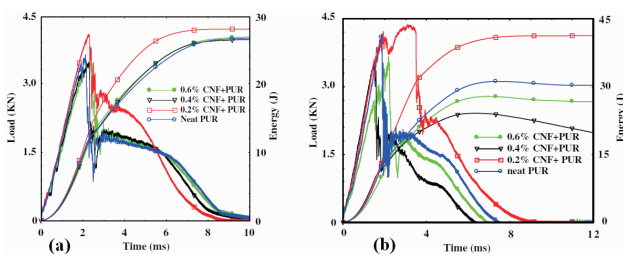 4.5
3.0
1.5
0
Load (KN)
30
20
10
0
Energy (J)
0.6% CNF+PUR
0.4% CNF+ PUR
0.2% CNF+ PUR
Neat PUR
(a)
0 2 4 6 8 10
Time (ms)
4.5
3.0
1.5
0
Load (KN)
45
30
15
0
Energy (J)
0.6% CNF+PUR
0.4% CNF+PUR
0.2% CNF+ PUR
neat PUR
(b)
0 4 8 12
Time (ms)